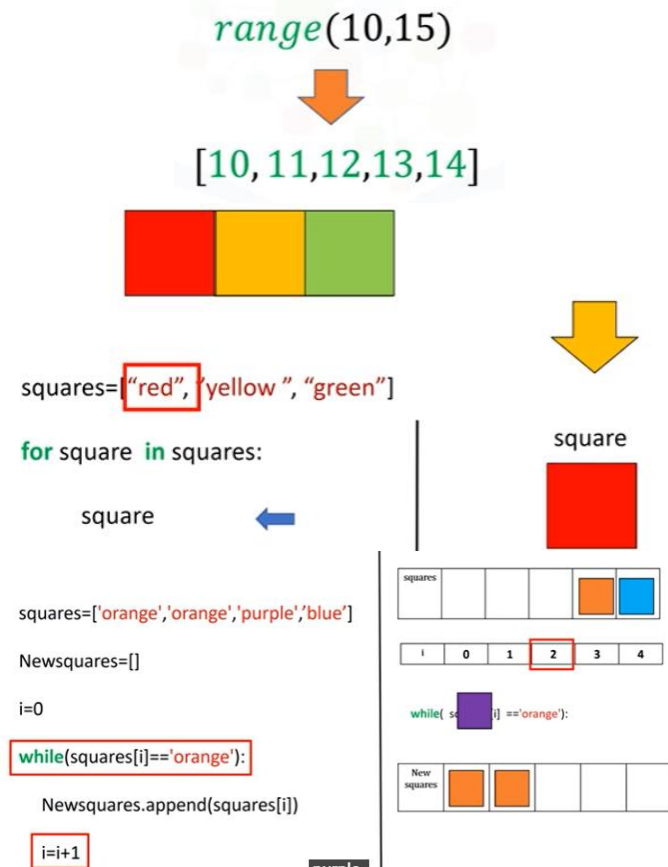 range(10,15)
[10, 11,12,13,14]
squares=[“red”, “yellow ”, “green”]
for square in squares:
square
square
squares=['orange','orange','purple',’blue’]
Newsquares=[]
i=0
while(squares[i]=='orange'):
Newsquares.append(squares[i])
i=i+1
squares
i 0 1 2 3 4
while( s [i] =='orange'):
New
squares